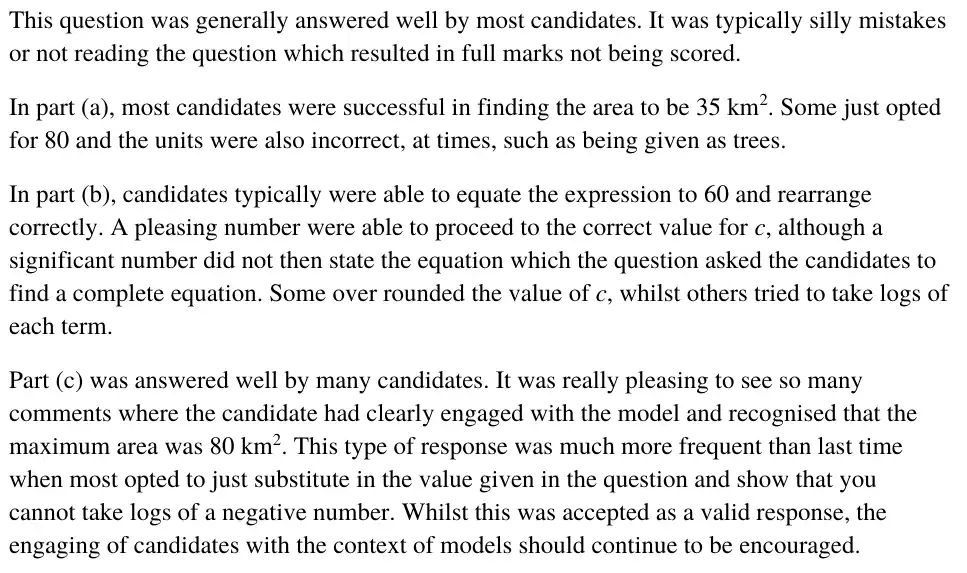 This question was generally answered well by most candidates. It was typically silly mistakes
or not reading the question which resulted in full marks not being scored.
In part (a), most candidates were successful in finding the area to be 35 km². Some just opted
for 80 and the units were also incorrect, at times, such as being given as trees.
In part (b), candidates typically were able to equate the expression to 60 and rearrange
correctly. A pleasing number were able to proceed to the correct value for c, although a
significant number did not then state the equation which the question asked the candidates to
find a complete equation. Some over rounded the value of c, whilst others tried to take logs of
each term.
Part (c) was answered well by many candidates. It was really pleasing to see so many
comments where the candidate had clearly engaged with the model and recognised that the
maximum area was 80 km². This type of response was much more frequent than last time
when most opted to just substitute in the value given in the question and show that you
cannot take logs of a negative number. Whilst this was accepted as a valid response, the
engaging of candidates with the context of models should continue to be encouraged.